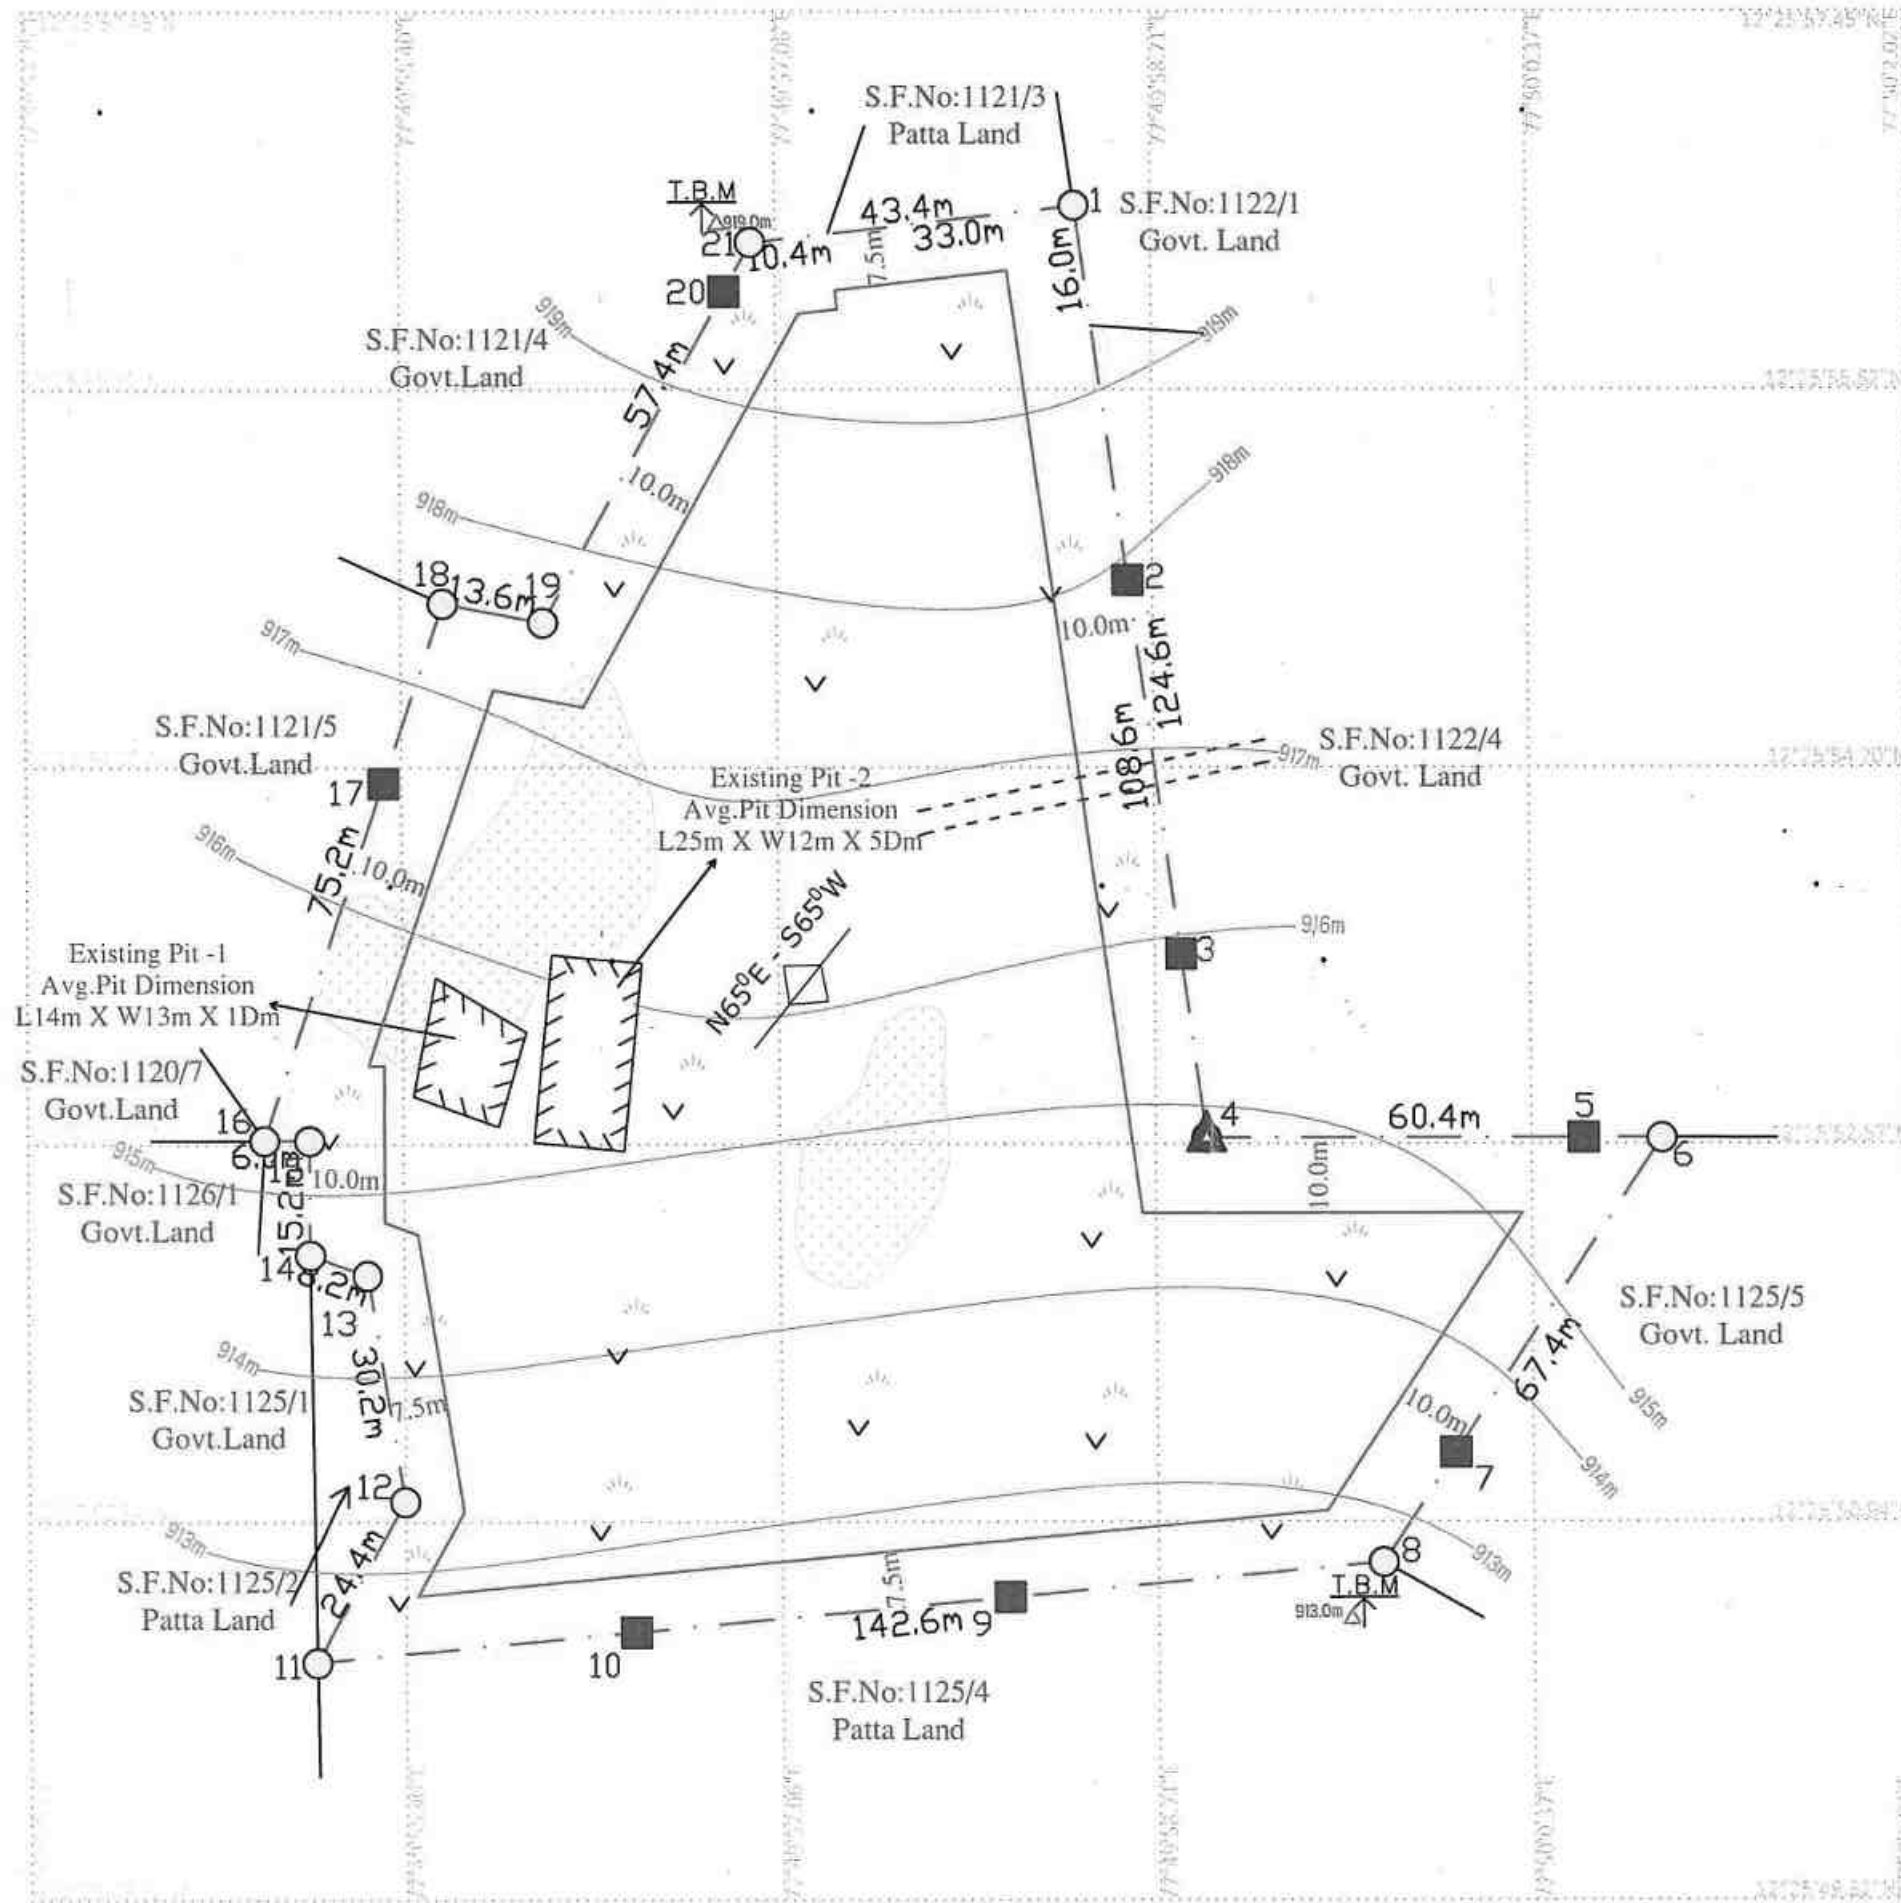 12°25'57.45"N
S.F.No:1121/3
Patta Land
T.B.M
919.0m
21
10.4m
43.4m
33.0m
7.5m
1
S.F.No:1122/1
Govt. Land
16.0m
20
919m
919m
S.F.No:1121/4
Govt.Land
57.4m
10.0m
918m
918m
18
13.6m
19
2
10.0m
124.6m
108.6m
917m
S.F.No:1121/5
Govt.Land
17
S.F.No:1122/4
Govt. Land
917m
Existing Pit -2
Avg.Pit Dimension
L25m X W12m X 5Dm
916m
75.2m
10.0m
N65⁰E - S65⁰W
916m
3
Existing Pit -1
Avg.Pit Dimension
L14m X W13m X 1Dm
S.F.No:1120/7
Govt.Land
16
15
15.2m
10.0m
915m
4
60.4m
5
6
10.0m
S.F.No:1126/1
Govt.Land
14
13
S.F.No:1125/5
Govt. Land
914m
30.2m
7.5m
67.4m
10.0m
915m
S.F.No:1125/1
Govt.Land
12
7
914m
913m
24.4m
S.F.No:1125/2
Patta Land
7.5m
8
T.B.M
913.0m
913m
142.6m
9
10
11
S.F.No:1125/4
Patta Land